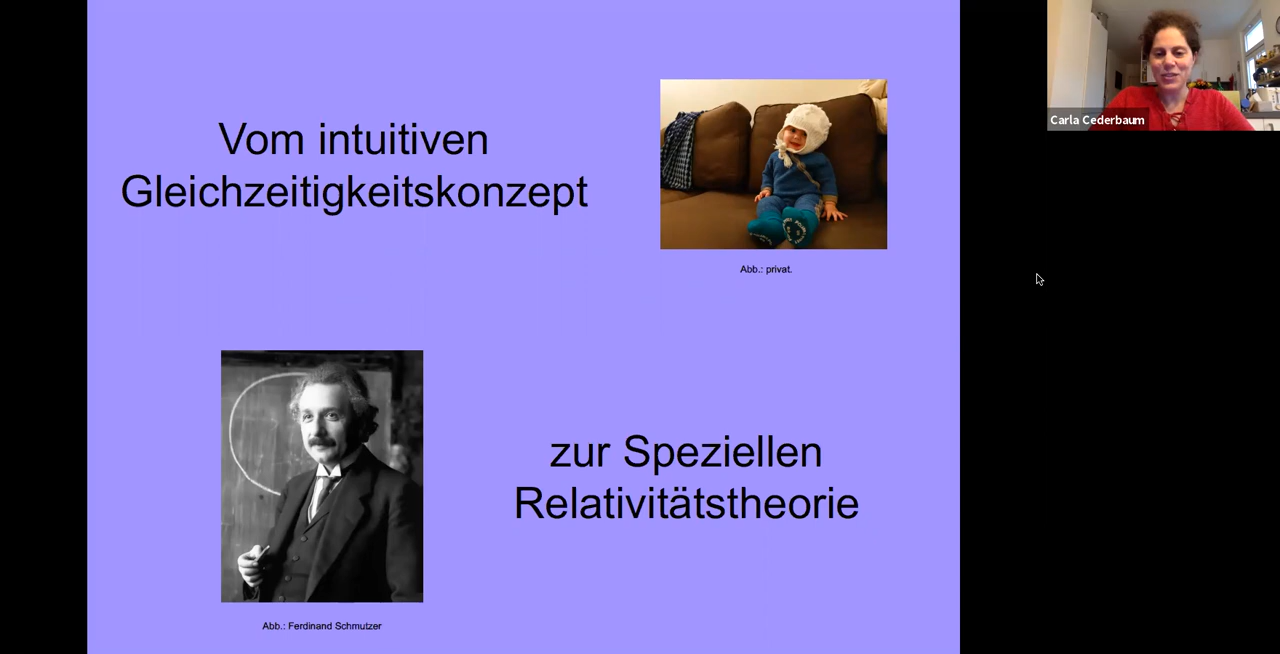 Vom intuitiven
Gleichzeitigkeitskonzept
Abb.: privat.
Abb.: Ferdinand Schmutzer
zur Speziellen
Relativitätstheorie
Carla Cederbaum